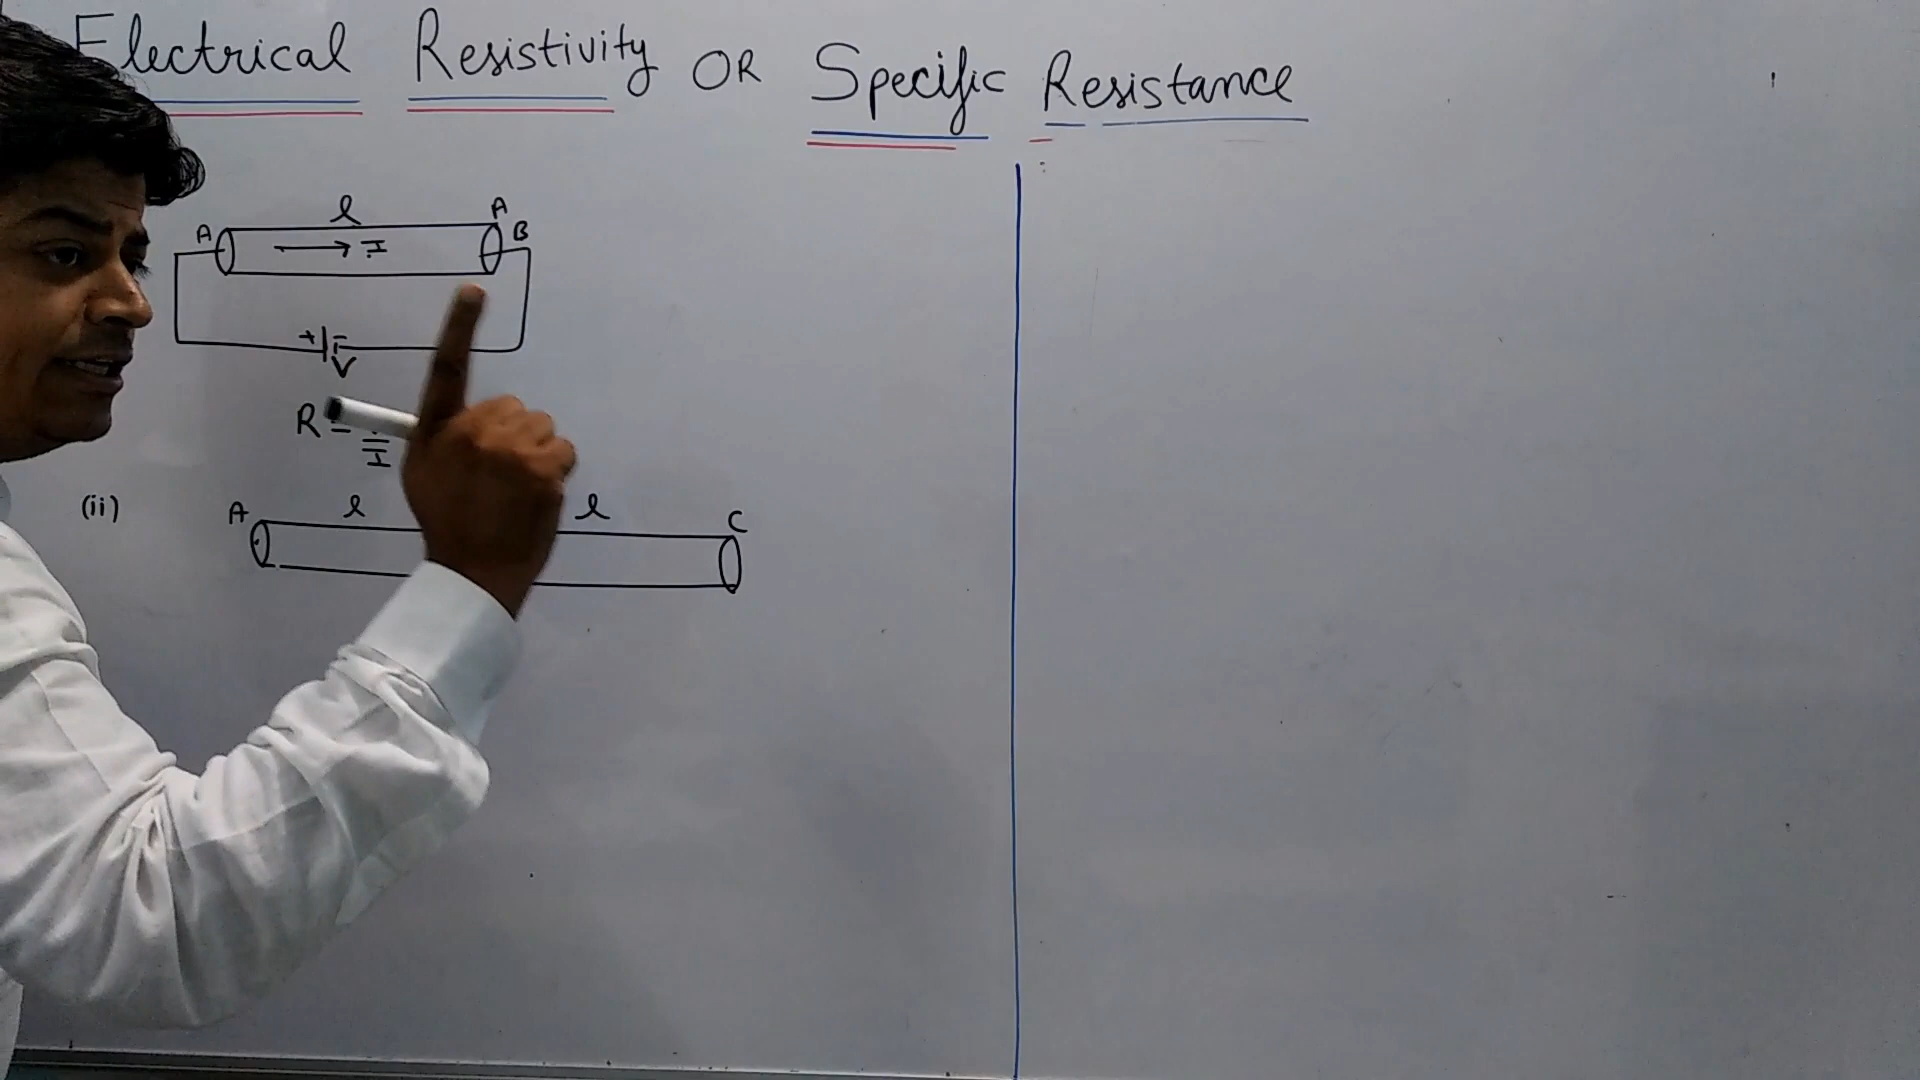 Electrical Resistivity OR Specific Resistance
l
A A
I B
+ -
V
R =
I
(ii) A l l C